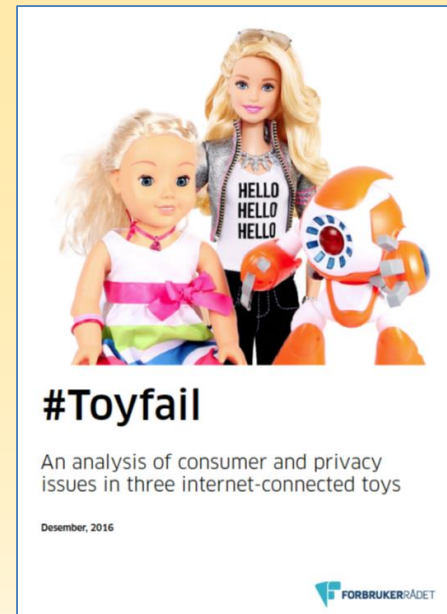 HELLO
HELLO
HELLO
#Toyfail
An analysis of consumer and privacy
issues in three internet-connected toys
Desember, 2016
FORBRUKERRÅDET